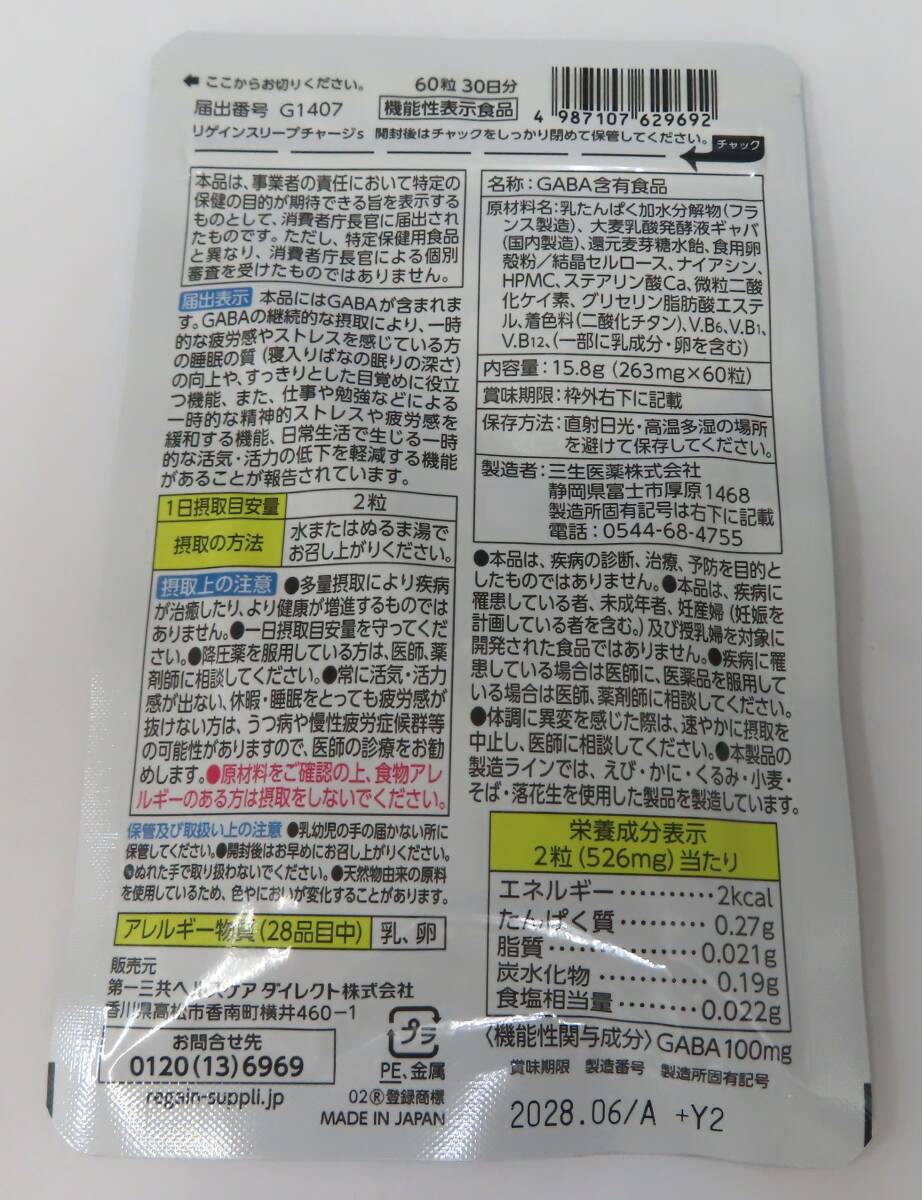 ここからお切りください。
60粒 30日分
届出番号 G1407
機能性表示食品
4 987107 629692
リゲインスリープチャージs 開封後はチャックをしっかり閉めて保管してください。
チャック
本品は、事業者の責任において特定の
保健の目的が期待できる旨を表示する
ものとして、消費者庁長官に届出され
たものです。ただし、特定保健用食品
と異なり、消費者庁長官による個別
審査を受けたものではありません。
届出表示 本品にはGABAが含まれま
す。GABAの継続的な摂取により、一時
的な疲労感やストレスを感じている方
の睡眠の質(寝入りばなの眠りの深さ)
の向上や、すっきりとした目覚めに役立
つ機能、また、仕事や勉強などによる
一時的な精神的ストレスや疲労感を
緩和する機能、日常生活で生じる一時
的な活気・活力の低下を軽減する機能
があることが報告されています。
1日摂取目安量 2粒
摂取の方法 水またはぬるま湯で
お召し上がりください。
摂取上の注意 ●多量摂取により疾病
が治癒したり、より健康が増進するものでは
ありません。●一日摂取目安量を守ってくだ
さい。●降圧薬を服用している方は、医師、薬
剤師に相談してください。●常に活気・活力
感が出ない、休暇・睡眠をとっても疲労感が
抜けない方は、うつ病や慢性疲労症候群等
の可能性がありますので、医師の診療をお勧
めします。●原材料をご確認の上、食物アレ
ルギーのある方は摂取をしないでください。
保管及び取扱い上の注意 ●乳幼児の手の届かない所に
保管してください。●開封後はお早めにお召し上がりください。
●ぬれた手で取り扱わないでください。●天然物由来の原料
を使用しているため、色やにおいが変化することがあります。
アレルギー物質(28品目中) 乳、卵
販売元
第一三共ヘルスケア ダイレクト株式会社
香川県高松市香南町横井460-1
お問合せ先
0120(13)6969
regain-suppli.jp
プラ
PE、金属
02®登録商標
MADE IN JAPAN
名称:GABA含有食品
原材料名:乳たんぱく加水分解物(フラ
ンス製造)、大麦乳酸発酵液ギャバ
(国内製造)、還元麦芽糖水飴、食用卵
殻粉/結晶セルロース、ナイアシン、
HPMC、ステアリン酸Ca、微粒二酸
化ケイ素、グリセリン脂肪酸エステ
ル、着色料(二酸化チタン)、V.B6、V.B1、
V.B12、(一部に乳成分・卵を含む)
内容量:15.8g(263mg×60粒)
賞味期限:枠外右下に記載
保存方法:直射日光・高温多湿の場所
を避けて保存してください。
製造者:三生医薬株式会社
静岡県富士市厚原1468
製造所固有記号は右下に記載
電話:0544-68-4755
●本品は、疾病の診断、治療、予防を目的と
したものではありません。●本品は、疾病に
罹患している者、未成年者、妊産婦(妊娠を
計画している者を含む。)及び授乳婦を対象に
開発された食品ではありません。●疾病に罹
患している場合は医師に、医薬品を服用して
いる場合は医師、薬剤師に相談してください。
●体調に異変を感じた際は、速やかに摂取を
中止し、医師に相談してください。●本製品の
製造ラインでは、えび・かに・くるみ・小麦・
そば・落花生を使用した製品を製造しています。
栄養成分表示
2粒(526mg)当たり
エネルギー…………2kcal
たんぱく質…………0.27g
脂質…………0.021g
炭水化物…………0.19g
食塩相当量…………0.022g
〈機能性関与成分〉GABA100mg
賞味期限 製造番号 製造所固有記号
2028.06/A +Y2